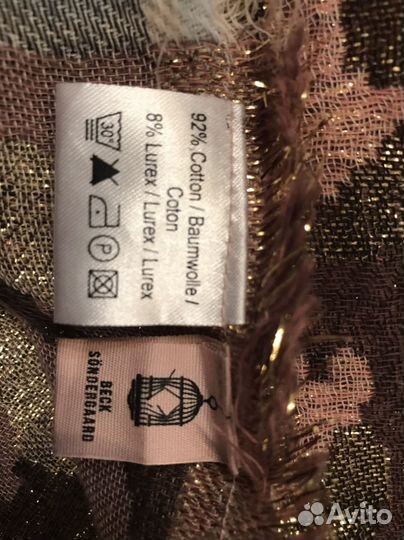 92% Cotton / Baumwolle /
Coton
8% Lurex / Lurex / Lurex
30°
P
BECK
SÖNDERGAARD
Avito